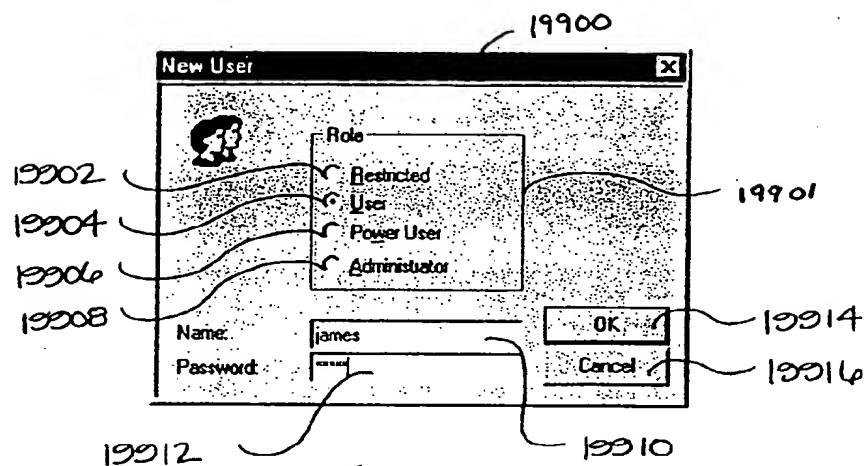 19900
New User
Role
19902
Restricted
19901
19904
User
19906
Power User
19908
Administrator
Name:
james
OK
19914
Password:
*****
Cancel
19916
19912
19910